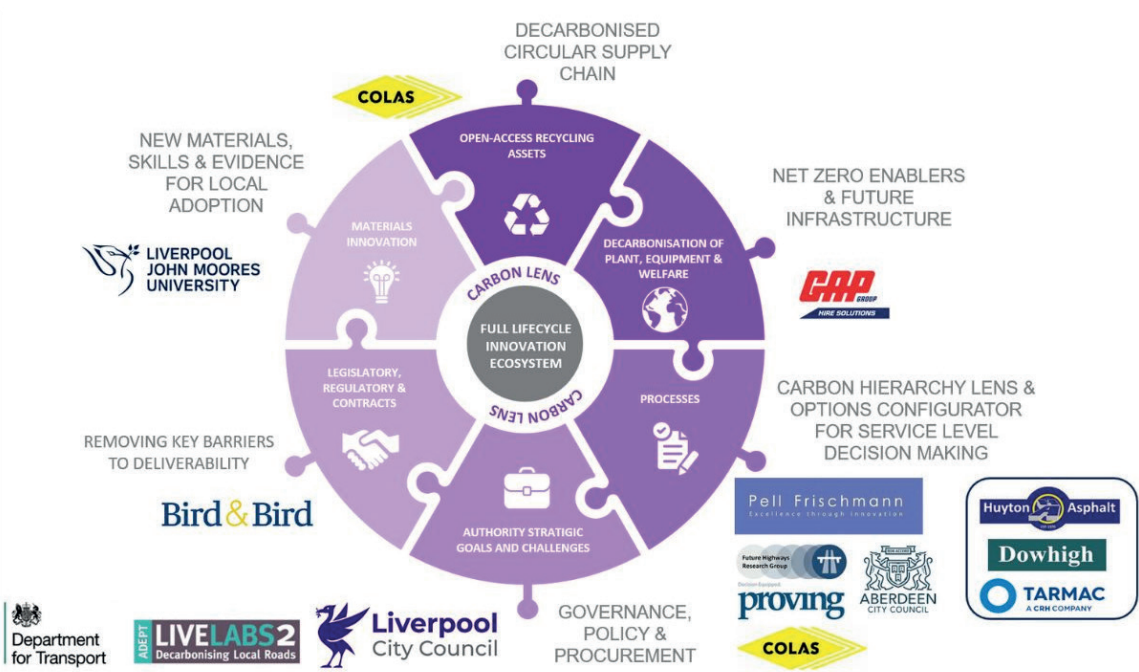 DECARBONISED
CIRCULAR SUPPLY
CHAIN
COLAS
NEW MATERIALS,
SKILLS & EVIDENCE
FOR LOCAL
ADOPTION
LIVERPOOL
JOHN MOORES
UNIVERSITY
OPEN-ACCESS RECYCLING
ASSETS
NET ZERO ENABLERS
& FUTURE
INFRASTRUCTURE
GAP
GROUP
HIRE SOLUTIONS
MATERIALS
INNOVATION
DECARBONISATION OF
PLANT, EQUIPMENT &
WELFARE
CARBON LENS
FULL LIFECYCLE
INNOVATION
ECOSYSTEM
CARBON LENS
LEGISLATORY,
REGULATORY &
CONTRACTS
PROCESSES
CARBON HIERARCHY LENS &
OPTIONS CONFIGURATOR
FOR SERVICE LEVEL
DECISION MAKING
REMOVING KEY BARRIERS
TO DELIVERABILITY
Bird & Bird
AUTHORITY STRATIGIC
GOALS AND CHALLENGES
Pell Frischmann
Excellence through innovation
Future Highways
Research Group
proving
ABERDEEN
CITY COUNCIL
Huyton Asphalt
Dowhigh
TARMAC
A CRH COMPANY
Department
for Transport
ADEPT
LIVELABS2
Decarbonising Local Roads
Liverpool
City Council
GOVERNANCE,
POLICY &
PROCUREMENT
COLAS